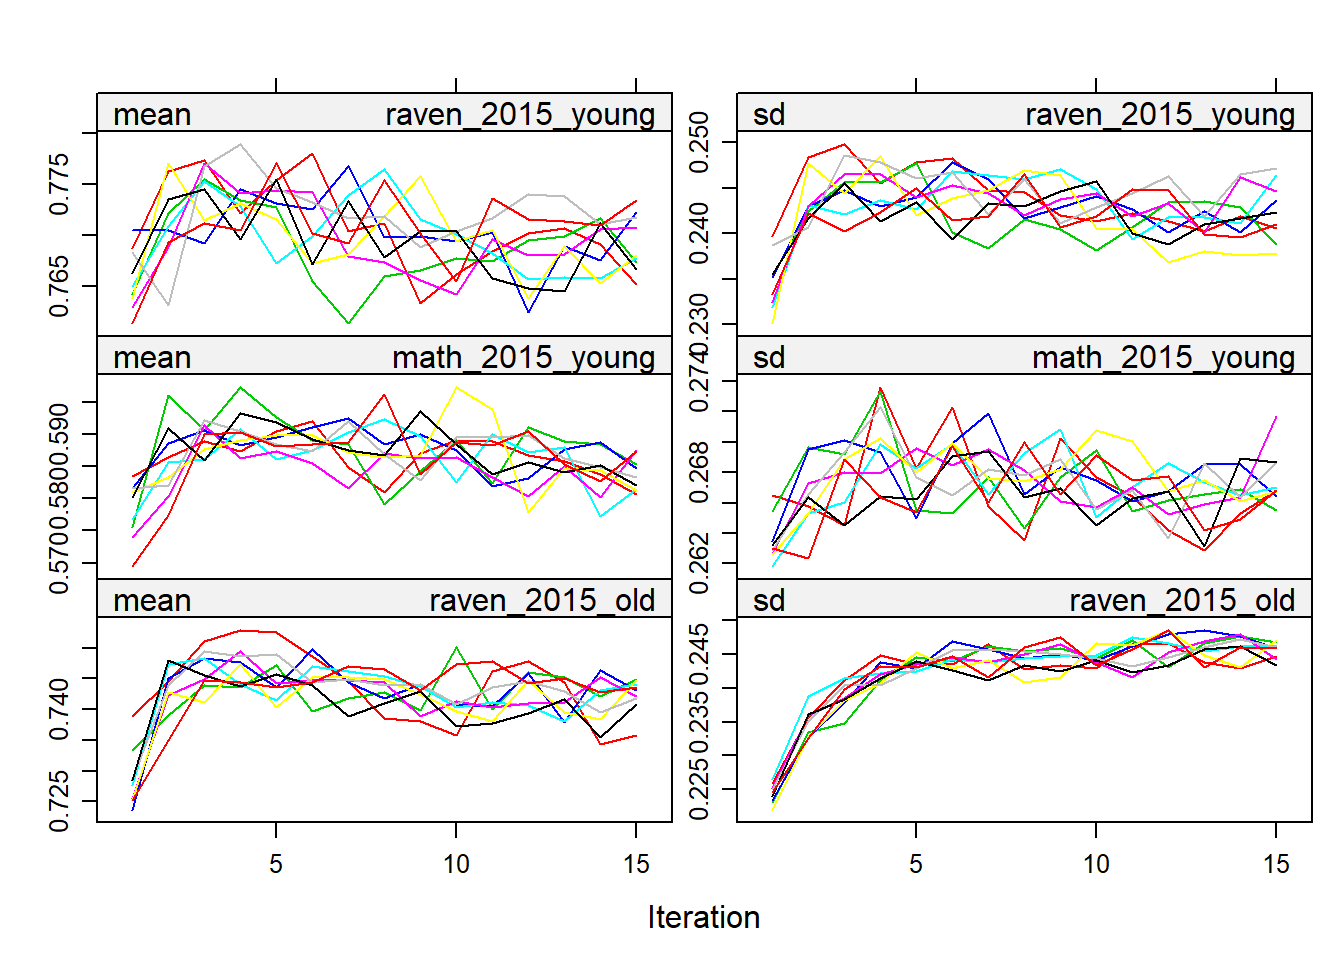 mean raven_2015_young
sd raven_2015_young
0.765 0.775
0.230 0.240 0.250
mean math_2015_young
sd math_2015_young
0.570 0.580 0.590
0.262 0.268 0.274
mean raven_2015_old
sd raven_2015_old
0.725 0.740
0.225 0.235 0.245
5 10 15
5 10 15
Iteration